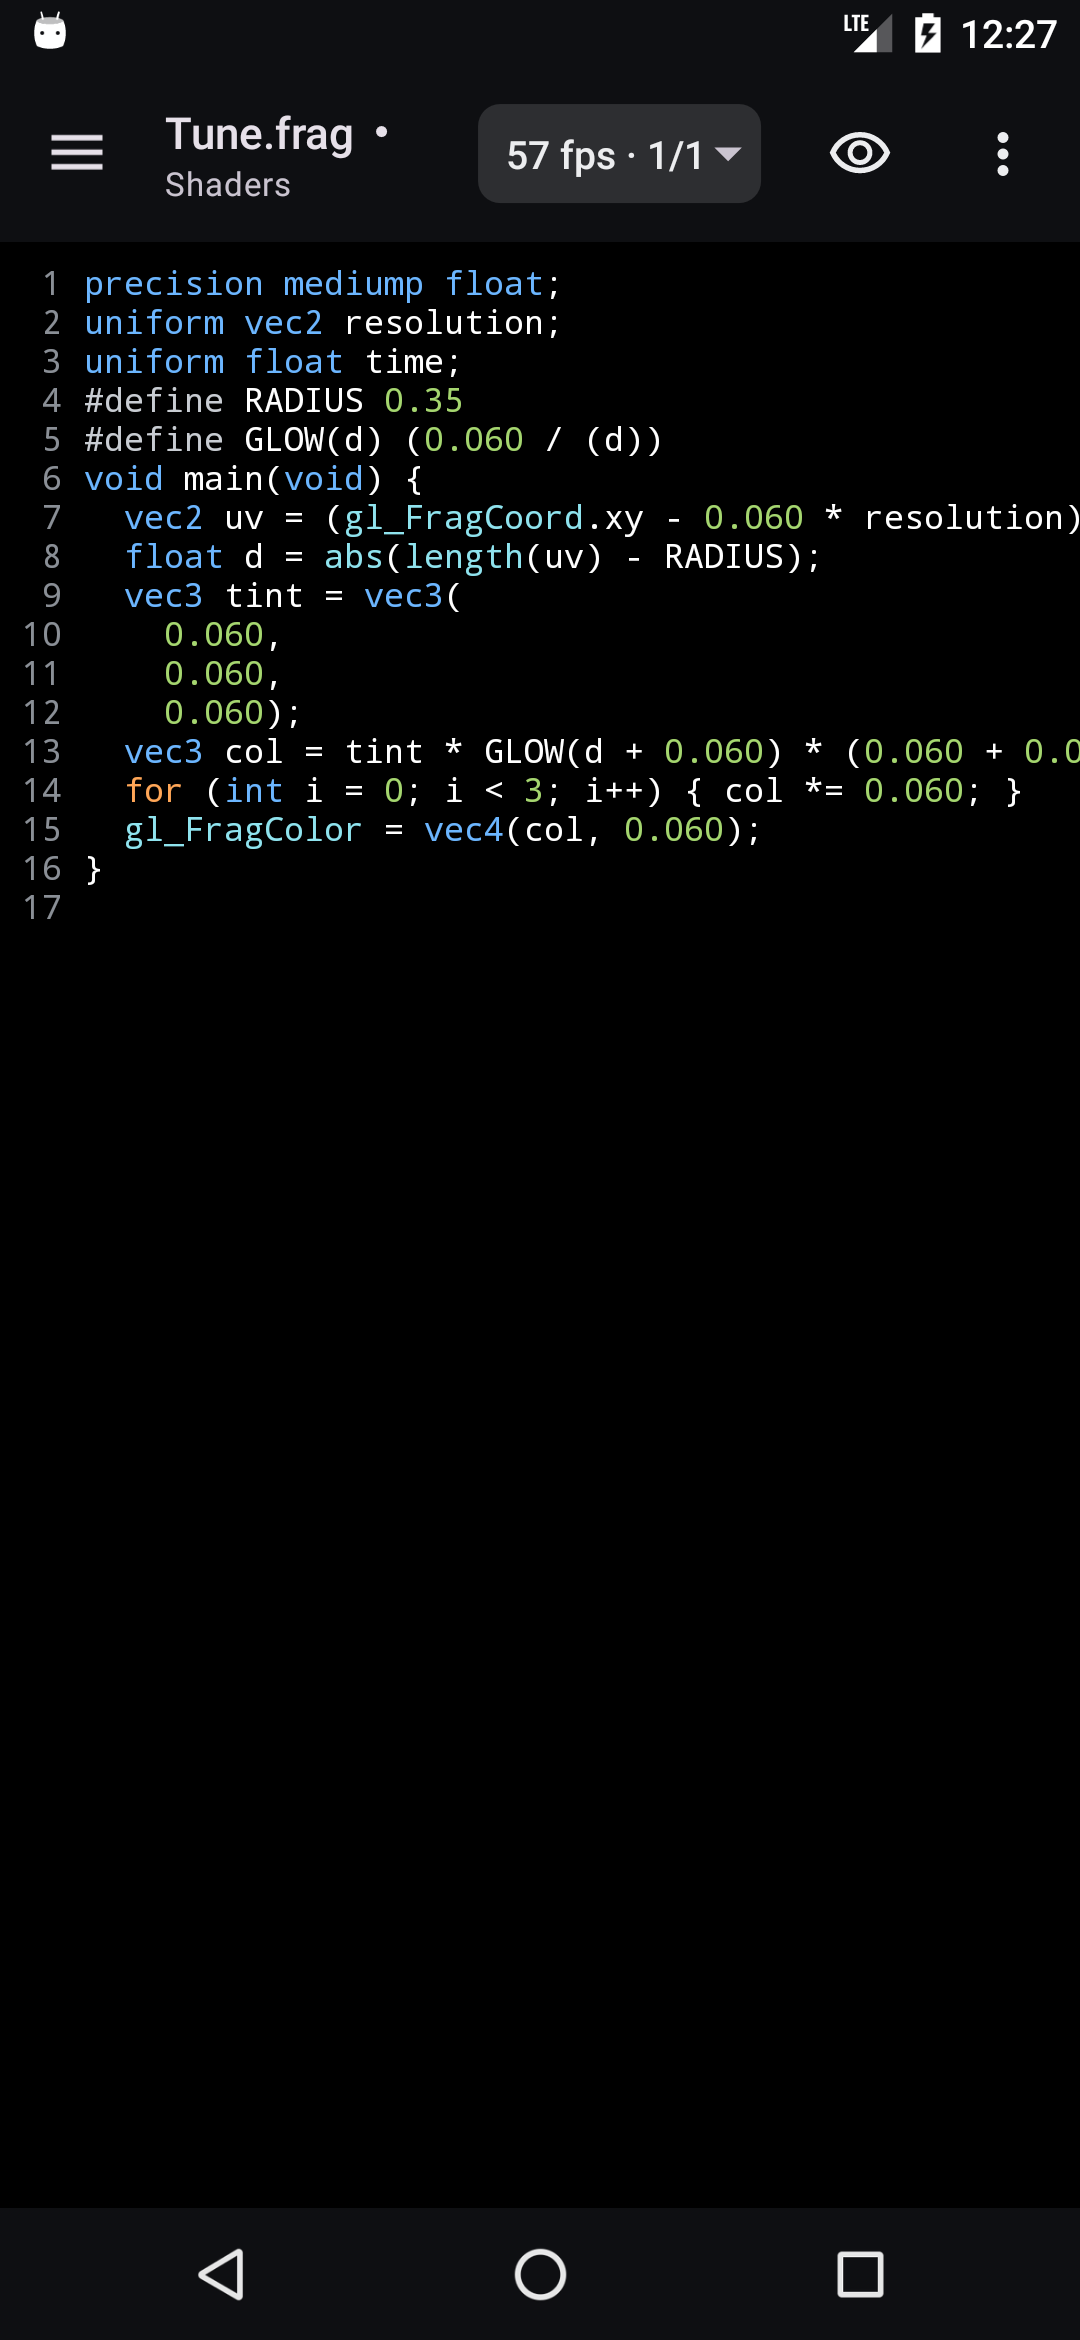 LTE 12:27
Tune.frag •
Shaders
57 fps · 1/1
1 precision mediump float;
2 uniform vec2 resolution;
3 uniform float time;
4 #define RADIUS 0.35
5 #define GLOW(d) (0.060 / (d))
6 void main(void) {
7   vec2 uv = (gl_FragCoord.xy - 0.060 * resolution)
8   float d = abs(length(uv) - RADIUS);
9   vec3 tint = vec3(
10     0.060,
11     0.060,
12     0.060);
13   vec3 col = tint * GLOW(d + 0.060) * (0.060 + 0.0
14   for (int i = 0; i < 3; i++) { col *= 0.060; }
15   gl_FragColor = vec4(col, 0.060);
16 }
17